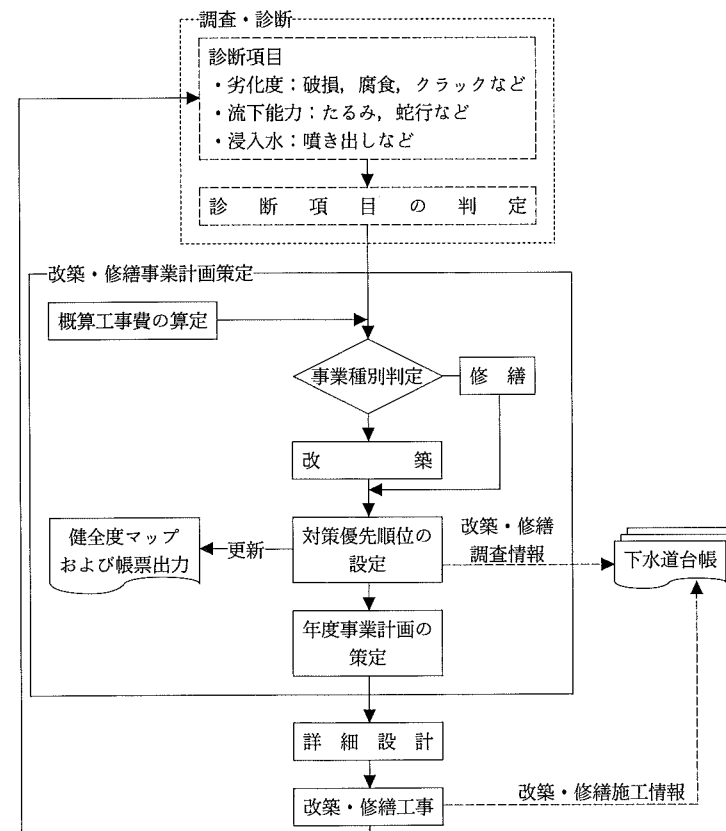 調査・診断
診断項目
・劣化度：破損，腐食，クラックなど
・流下能力：たるみ，蛇行など
・浸入水：噴き出しなど
診断項目の判定
改築・修繕事業計画策定
概算工事費の算定
事業種別判定
修繕
改築
健全度マップ
および帳票出力
更新
対策優先順位の
設定
改築・修繕
調査情報
下水道台帳
年度事業計画の
策定
詳細設計
改築・修繕工事
改築・修繕施工情報